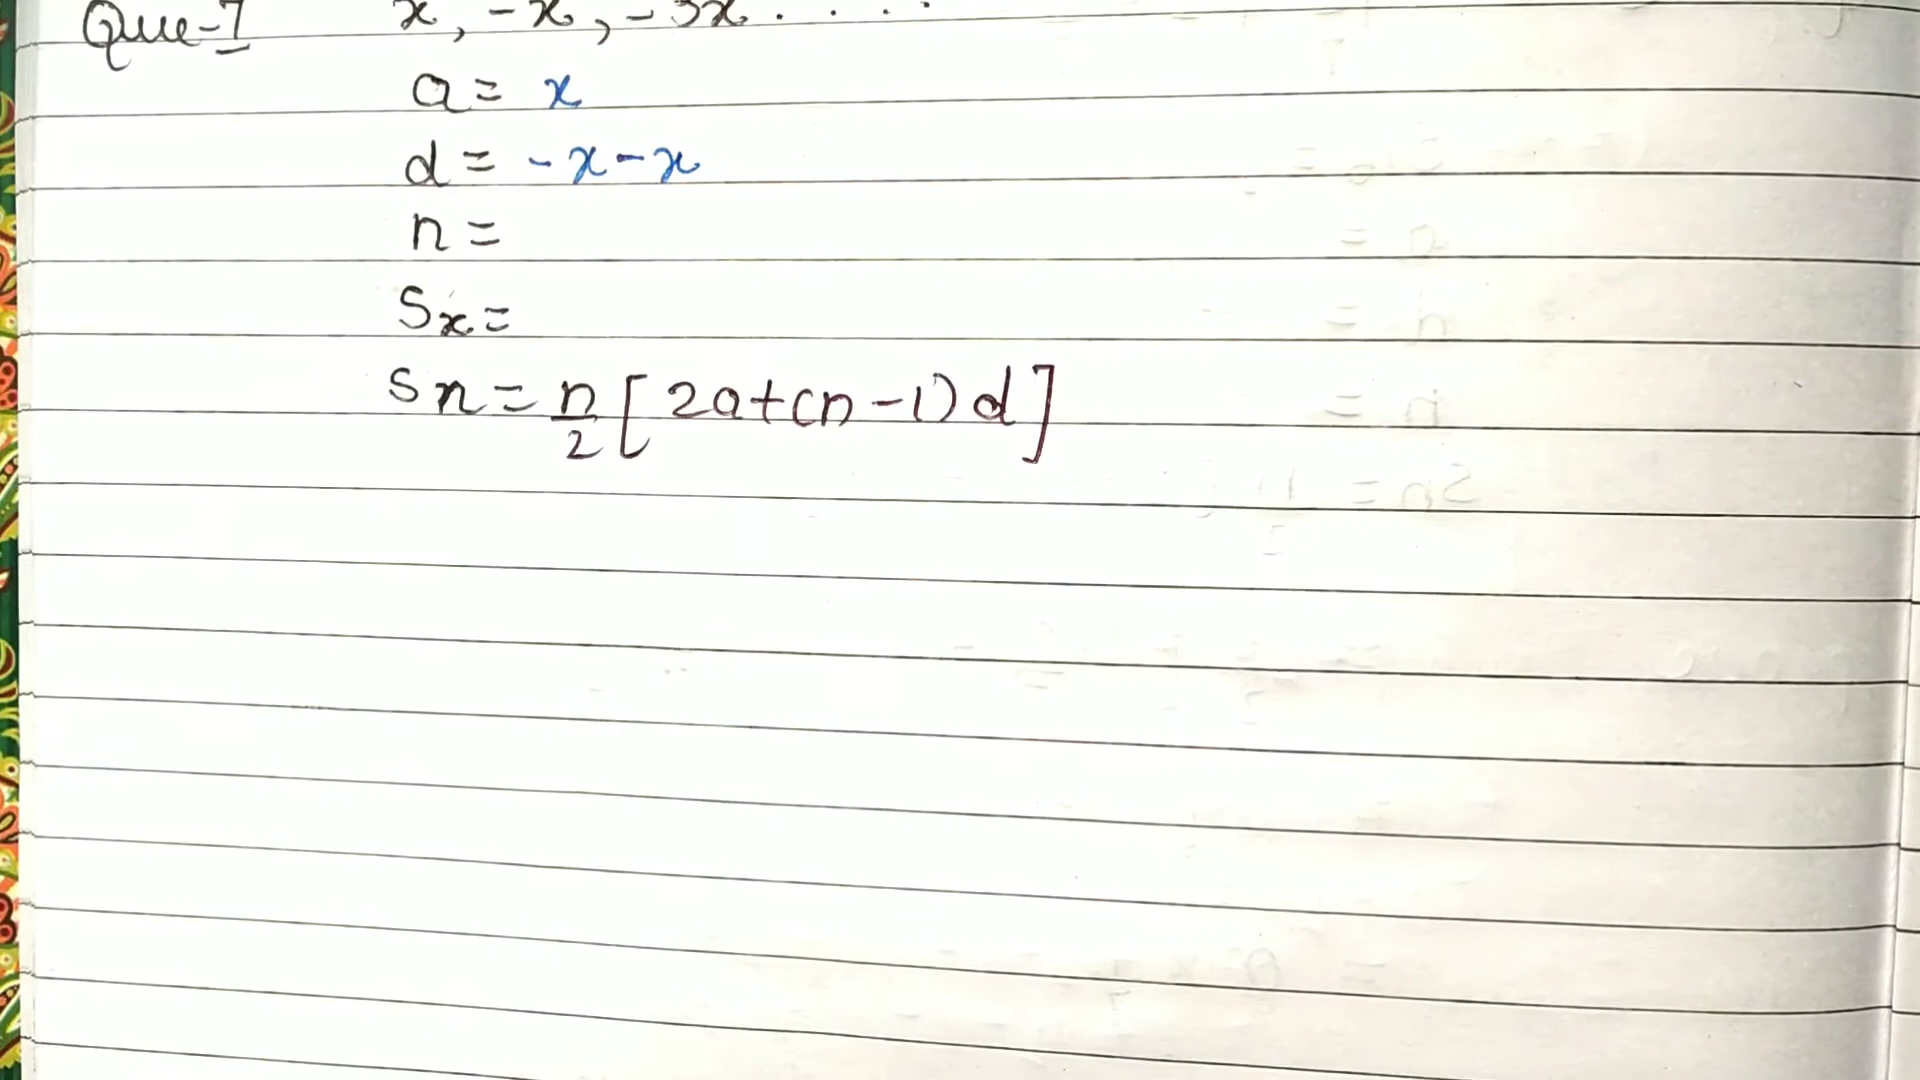 Que-7 x, -x, -3x . . . .
a = x
d = -x-x
n =
Sx =
Sn = n/2 [2a+(n-1)d]